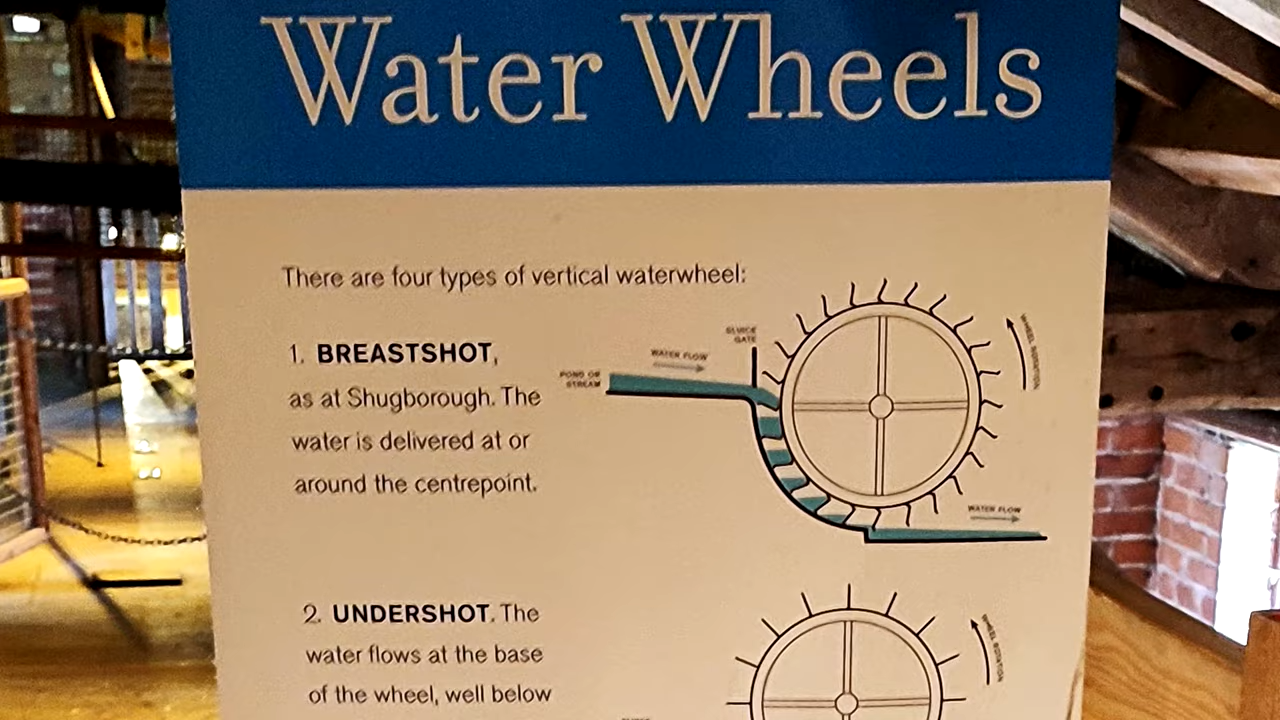 Water Wheels
There are four types of vertical waterwheel:
1. BREASTSHOT,
as at Shugborough. The
water is delivered at or
around the centrepoint.
SLUICE
GATE
WATER FLOW
POND OR
STREAM
WHEEL ROTATION
WATER FLOW
2. UNDERSHOT. The
water flows at the base
of the wheel, well below